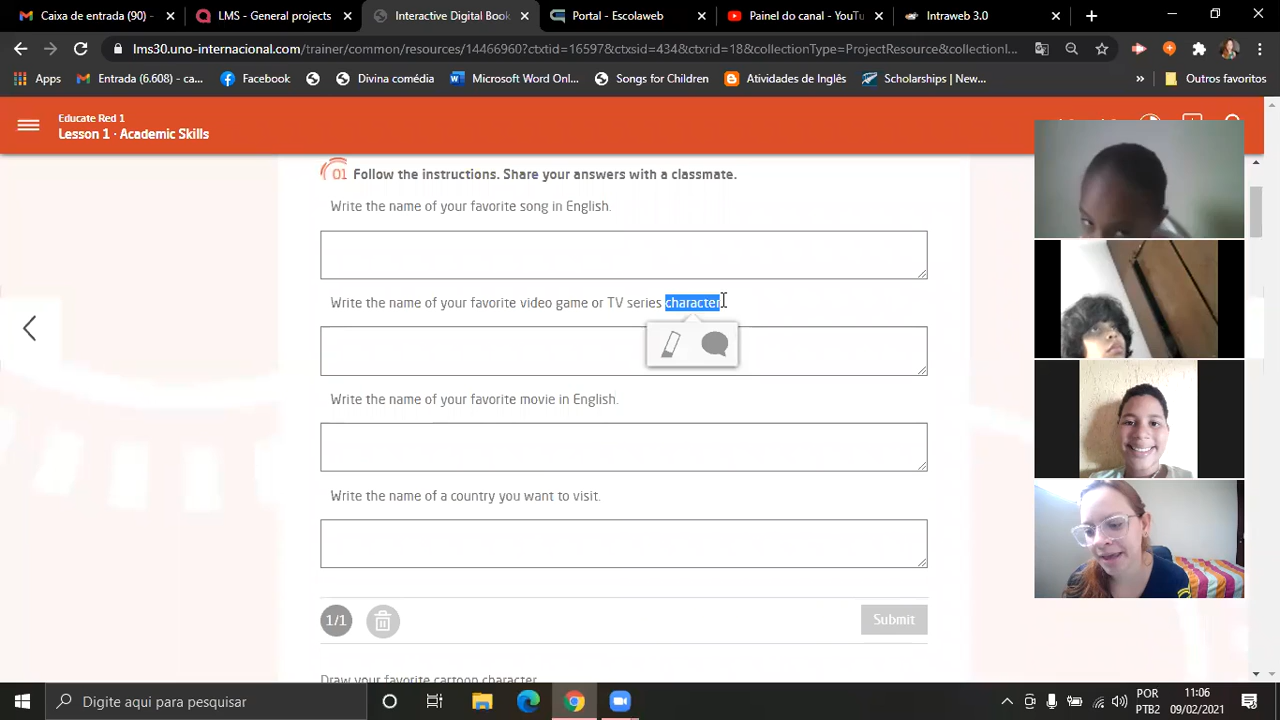 Caixa de entrada (90) -
LMS - General projects
Interactive Digital Book
Portal - Escolaweb
Painel do canal - YouTu
Intraweb 3.0
lms30.uno-internacional.com/trainer/common/resources/14466960?ctxtid=16597&ctxsid=434&ctxrid=18&collectionType=ProjectResource&collectionI...
Apps
Entrada (6.608) - ca...
Facebook
Divina comédia
Microsoft Word Onl...
Songs for Children
Atividades de Inglês
Scholarships | New...
»
Outros favoritos
Educate Red 1
Lesson 1 · Academic Skills
01 Follow the instructions. Share your answers with a classmate.
Write the name of your favorite song in English.
Write the name of your favorite video game or TV series character
Write the name of your favorite movie in English.
Write the name of a country you want to visit.
1/1
Submit
Draw your favorite cartoon character
Digite aqui para pesquisar
POR
PTB2
11:06
09/02/2021